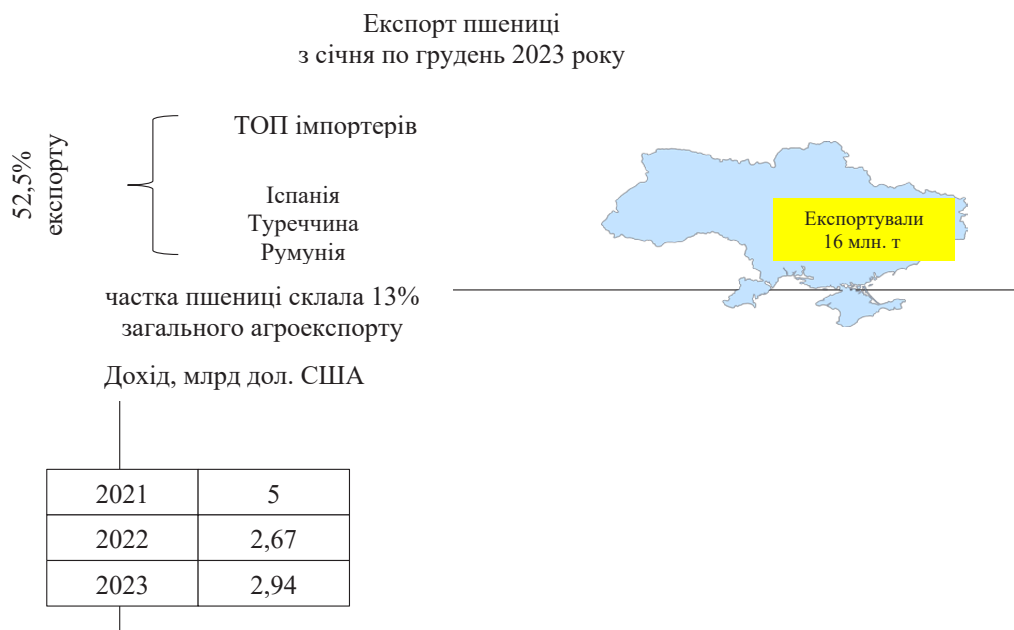 Експорт пшениці
з січня по грудень 2023 року
52,5%
експорту
ТОП імпортерів
Іспанія
Туреччина
Румунія
Експортували
16 млн. т
частка пшениці склала 13%
загального агроекспорту
Дохід, млрд дол. США
2021 5
2022 2,67
2023 2,94